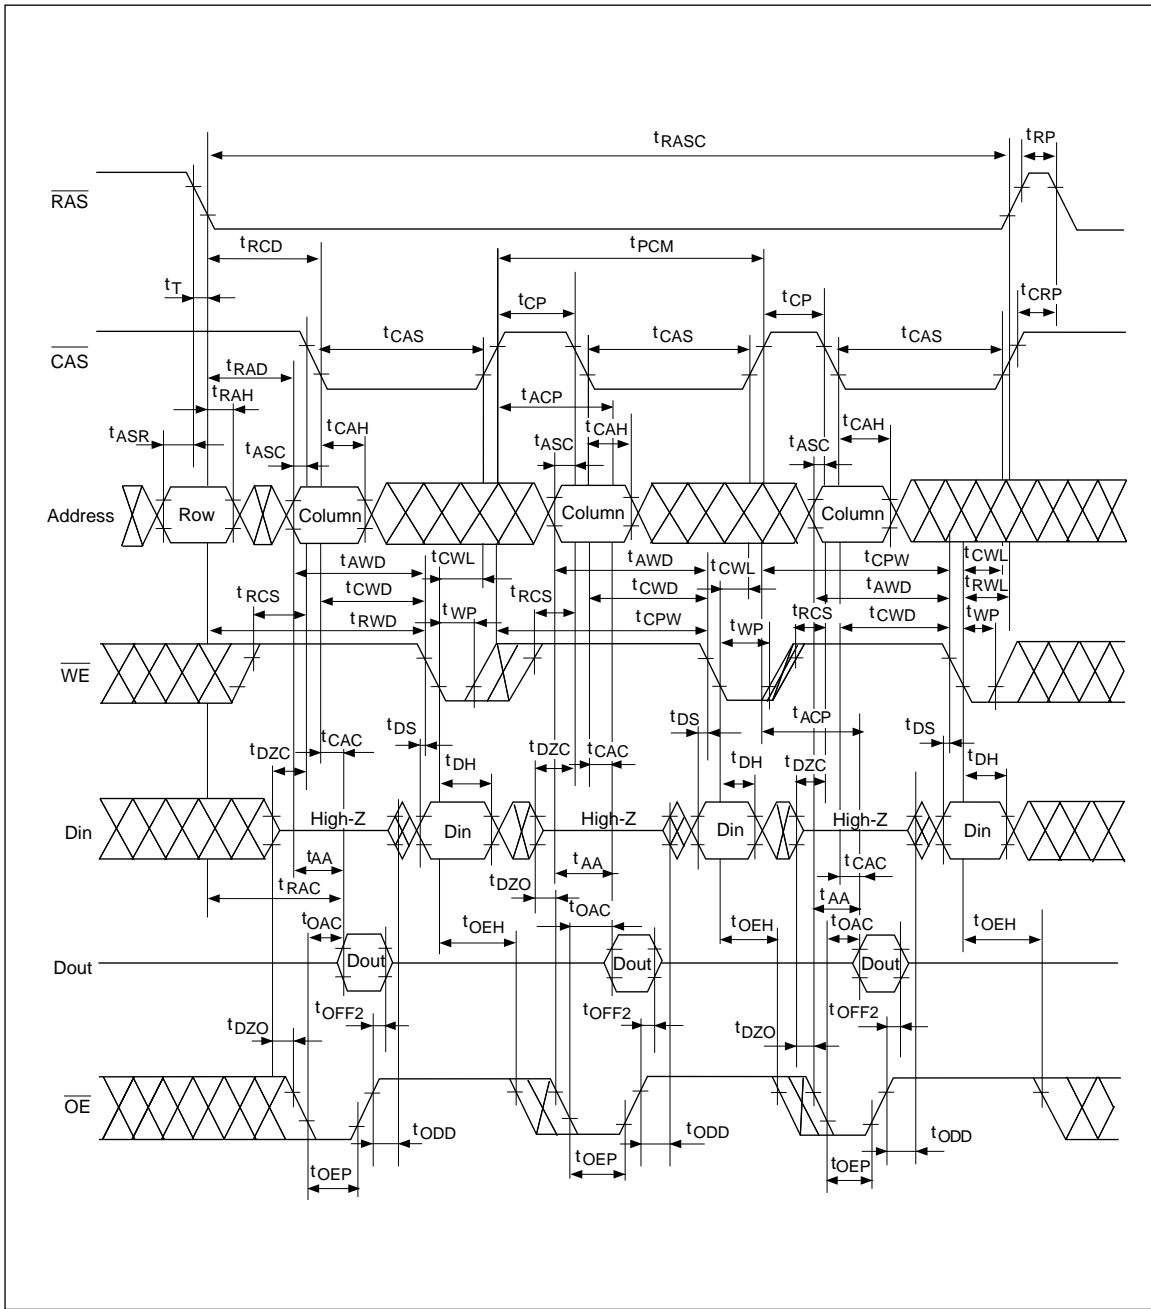 tRASC tRP
RAS
tRCD tPCM
tT tCP tCP tCRP
CAS tCAS tCAS tCAS
tRAD
tRAH tACP
tASR tASC tCAH tASC tCAH tASC tCAH
Address Row Column Column Column
tAWD tCWL tAWD tCWL tCPW tCWL
tRCS tCWD tRCS tCWD tRCS tAWD tRWL
tRWD tWP tCPW tWP tCWD tWP
WE
tDS tDS tACP tDS
tDZC tCAC tDH tDZC tCAC tDH tDZC tDH
Din High-Z Din High-Z Din High-Z Din
tAA tAA tCAC
tRAC tDZO tAA
tOAC tOEH tOAC tOEH tOAC tOEH
Dout Dout Dout Dout
tDZO tOFF2 tOFF2 tDZO tOFF2
OE
tODD tODD tODD
tOEP tOEP tOEP